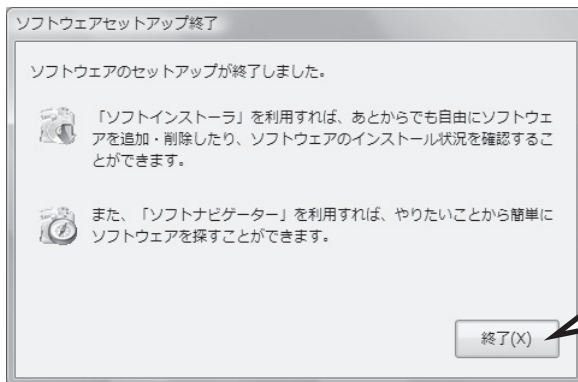 ソフトウェアセットアップ終了
ソフトウェアのセットアップが終了しました。
「ソフトインストーラ」を利用すれば、あとからでも自由にソフトウェ
アを追加・削除したり、ソフトウェアのインストール状況を確認するこ
とができます。
また、「ソフトナビゲーター」を利用すれば、やりたいことから簡単に
ソフトウェアを探すことができます。
終了(X)